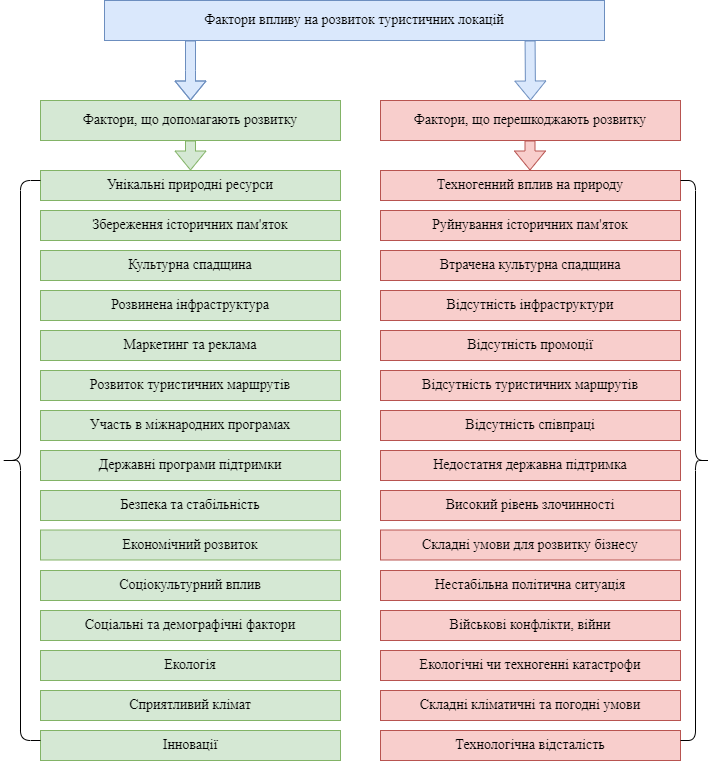 Фактори впливу на розвиток туристичних локацій
Фактори, що допомагають розвитку
Фактори, що перешкоджають розвитку
Унікальні природні ресурси
Техногенний вплив на природу
Збереження історичних пам'яток
Руйнування історичних пам'яток
Культурна спадщина
Втрачена культурна спадщина
Розвинена інфраструктура
Відсутність інфраструктури
Маркетинг та реклама
Відсутність промоції
Розвиток туристичних маршрутів
Відсутність туристичних маршрутів
Участь в міжнародних програмах
Відсутність співпраці
Державні програми підтримки
Недостатня державна підтримка
Безпека та стабільність
Високий рівень злочинності
Економічний розвиток
Складні умови для розвитку бізнесу
Соціокультурний вплив
Нестабільна політична ситуація
Соціальні та демографічні фактори
Військові конфлікти, війни
Екологія
Екологічні чи техногенні катастрофи
Сприятливий клімат
Складні кліматичні та погодні умови
Інновації
Технологічна відсталість